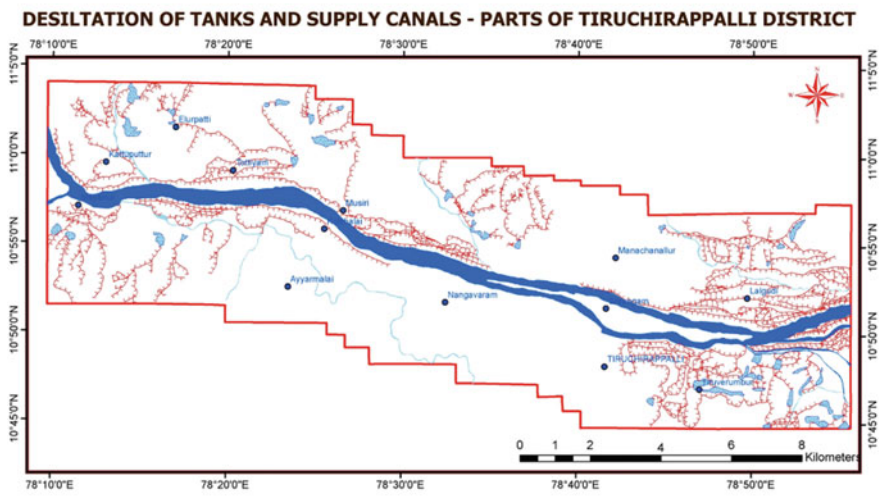 DESILTATION OF TANKS AND SUPPLY CANALS - PARTS OF TIRUCHIRAPPALLI DISTRICT
78°10'0"E 78°20'0"E 78°30'0"E 78°40'0"E 78°50'0"E
11°5'0"N 11°5'0"N
Elurpatti
11°0'0"N 11°0'0"N
Kattuputtur
Musiri
10°55'0"N 10°55'0"N
Manachanallur
Ayyarmalai
Nangavaram
Lalgudi
10°50'0"N 10°50'0"N
TIRUCHIRAPPALLI
Thiruverumbur
10°45'0"N 10°45'0"N
0 1 2 4 6 8
Kilometers
78°10'0"E 78°20'0"E 78°30'0"E 78°40'0"E 78°50'0"E